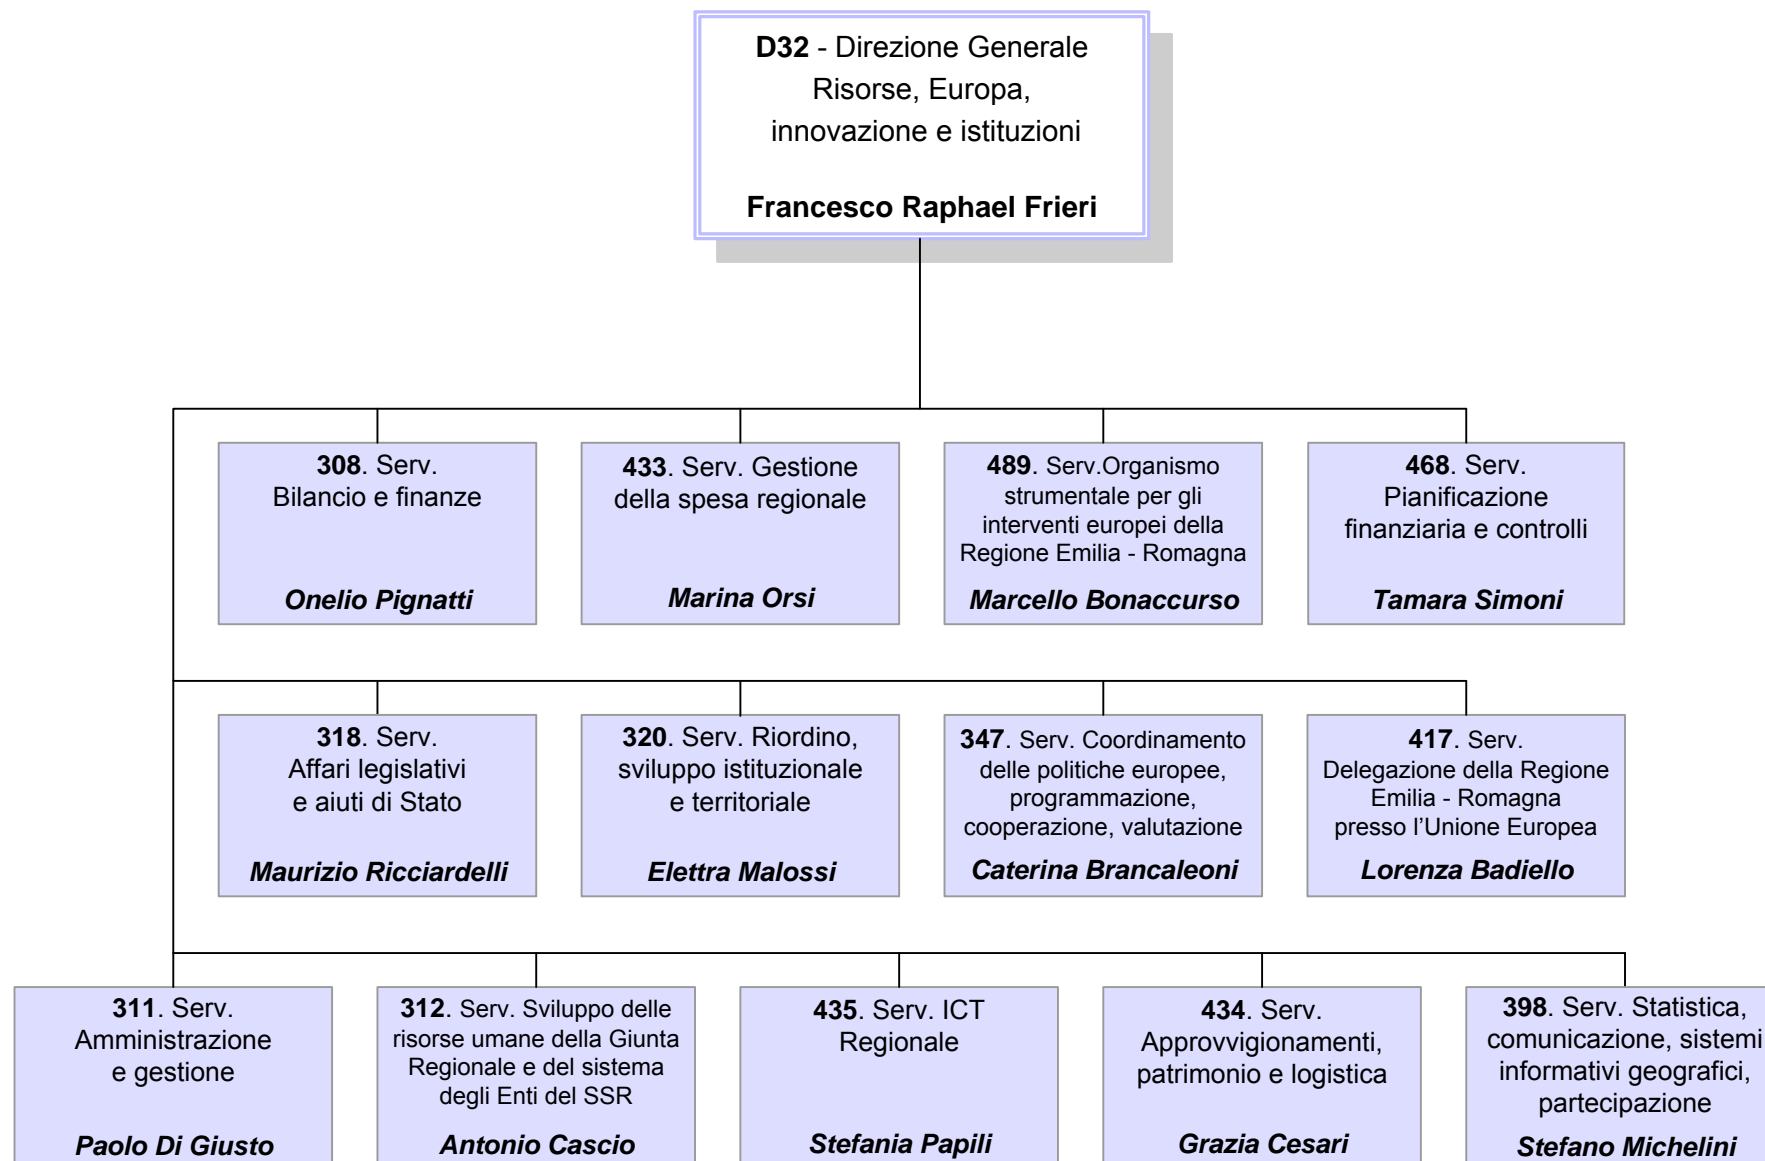 D32 - Direzione Generale
Risorse, Europa,
innovazione e istituzioni
Francesco Raphael Frieri
308. Serv.
Bilancio e finanze
Onelio Pignatti
433. Serv. Gestione
della spesa regionale
Marina Orsi
489. Serv.Organismo
strumentale per gli
interventi europei della
Regione Emilia - Romagna
Marcello Bonaccurso
468. Serv.
Pianificazione
finanziaria e controlli
Tamara Simoni
318. Serv.
Affari legislativi
e aiuti di Stato
Maurizio Ricciardelli
320. Serv. Riordino,
sviluppo istituzionale
e territoriale
Elettra Malossi
347. Serv. Coordinamento
delle politiche europee,
programmazione,
cooperazione, valutazione
Caterina Brancaleoni
417. Serv.
Delegazione della Regione
Emilia - Romagna
presso l’Unione Europea
Lorenza Badiello
311. Serv.
Amministrazione
e gestione
Paolo Di Giusto
312. Serv. Sviluppo delle
risorse umane della Giunta
Regionale e del sistema
degli Enti del SSR
Antonio Cascio
435. Serv. ICT
Regionale
Stefania Papili
434. Serv.
Approvvigionamenti,
patrimonio e logistica
Grazia Cesari
398. Serv. Statistica,
comunicazione, sistemi
informativi geografici,
partecipazione
Stefano Michelini